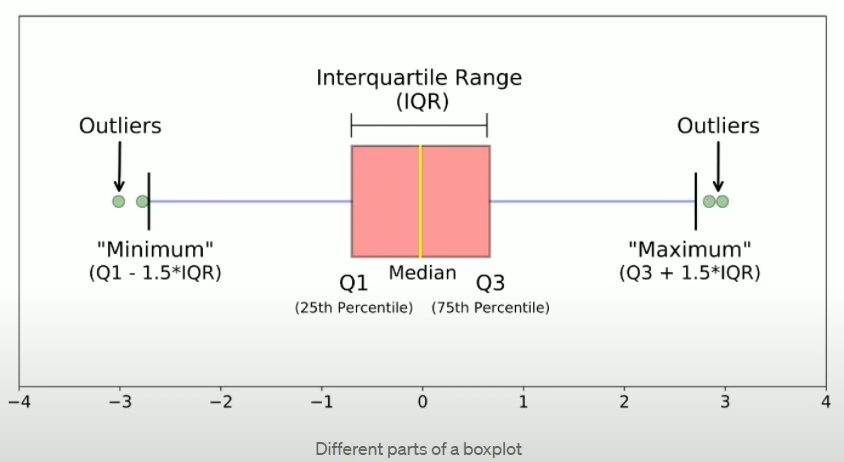 Interquartile Range
(IQR)
Outliers
Outliers
"Minimum"
(Q1 - 1.5*IQR)
"Maximum"
(Q3 + 1.5*IQR)
Median
Q1
Q3
(25th Percentile)
(75th Percentile)
−4
−3
−2
−1
0
1
2
3
4
Different parts of a boxplot